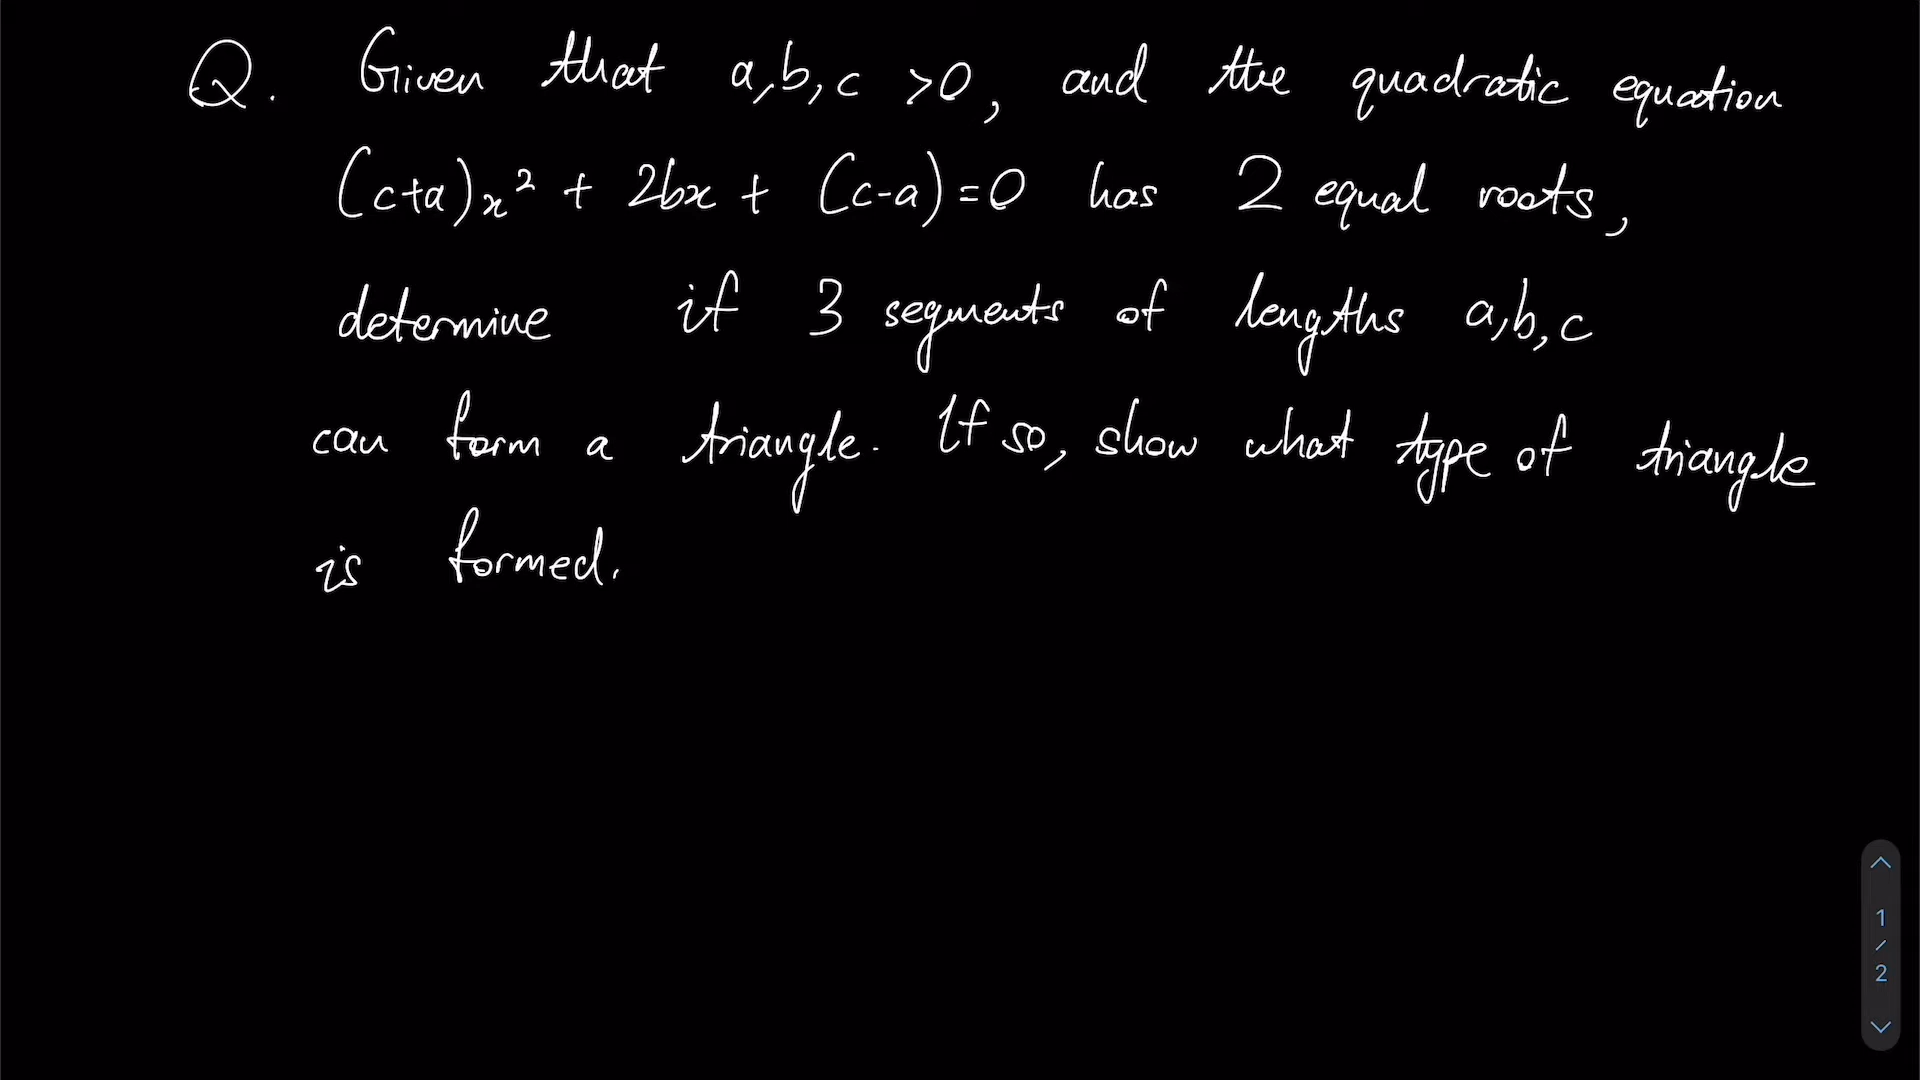 Q. Given that a,b,c >0, and the quadratic equation
(c+a)x² + 2bx + (c-a)=0 has 2 equal roots,
determine if 3 segments of lengths a,b,c
can form a triangle. If so, show what type of triangle
is formed.
1
/
2